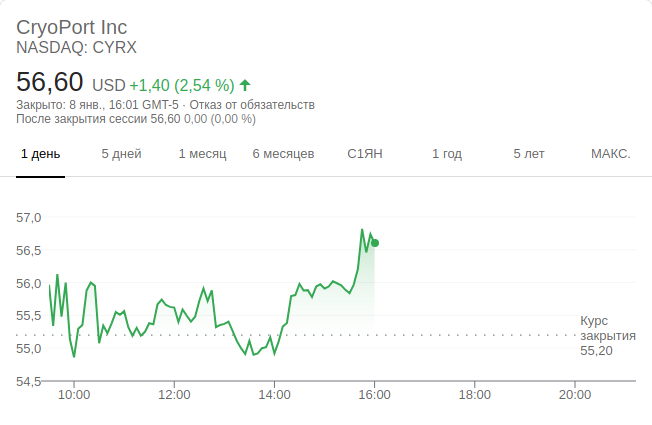 CryoPort Inc
NASDAQ: CYRX
56,60 USD +1,40 (2,54 %)
Закрыто: 8 янв., 16:01 GMT-5 · Отказ от обязательств
После закрытия сессии 56,60 0,00 (0,00 %)
1 день 5 дней 1 месяц 6 месяцев С1ЯН 1 год 5 лет МАКС.
57,0
56,5
56,0
55,5
Курс
закрытия
55,20
55,0
54,5
10:00 12:00 14:00 16:00 18:00 20:00